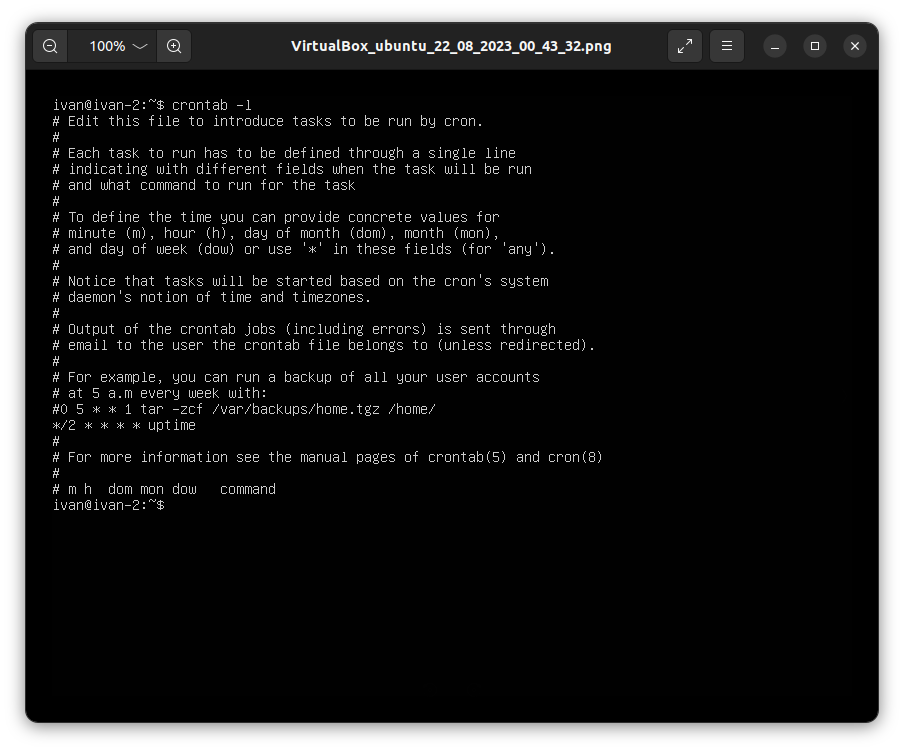 100%
VirtualBox_ubuntu_22_08_2023_00_43_32.png
ivan@ivan-2:~$ crontab -l
# Edit this file to introduce tasks to be run by cron.
#
# Each task to run has to be defined through a single line
# indicating with different fields when the task will be run
# and what command to run for the task
#
# To define the time you can provide concrete values for
# minute (m), hour (h), day of month (dom), month (mon),
# and day of week (dow) or use '*' in these fields (for 'any').
#
# Notice that tasks will be started based on the cron's system
# daemon's notion of time and timezones.
#
# Output of the crontab jobs (including errors) is sent through
# email to the user the crontab file belongs to (unless redirected).
#
# For example, you can run a backup of all your user accounts
# at 5 a.m every week with:
#0 5 * * 1 tar -zcf /var/backups/home.tgz /home/
*/2 * * * * uptime
#
# For more information see the manual pages of crontab(5) and cron(8)
#
# m h  dom mon dow   command
ivan@ivan-2:~$